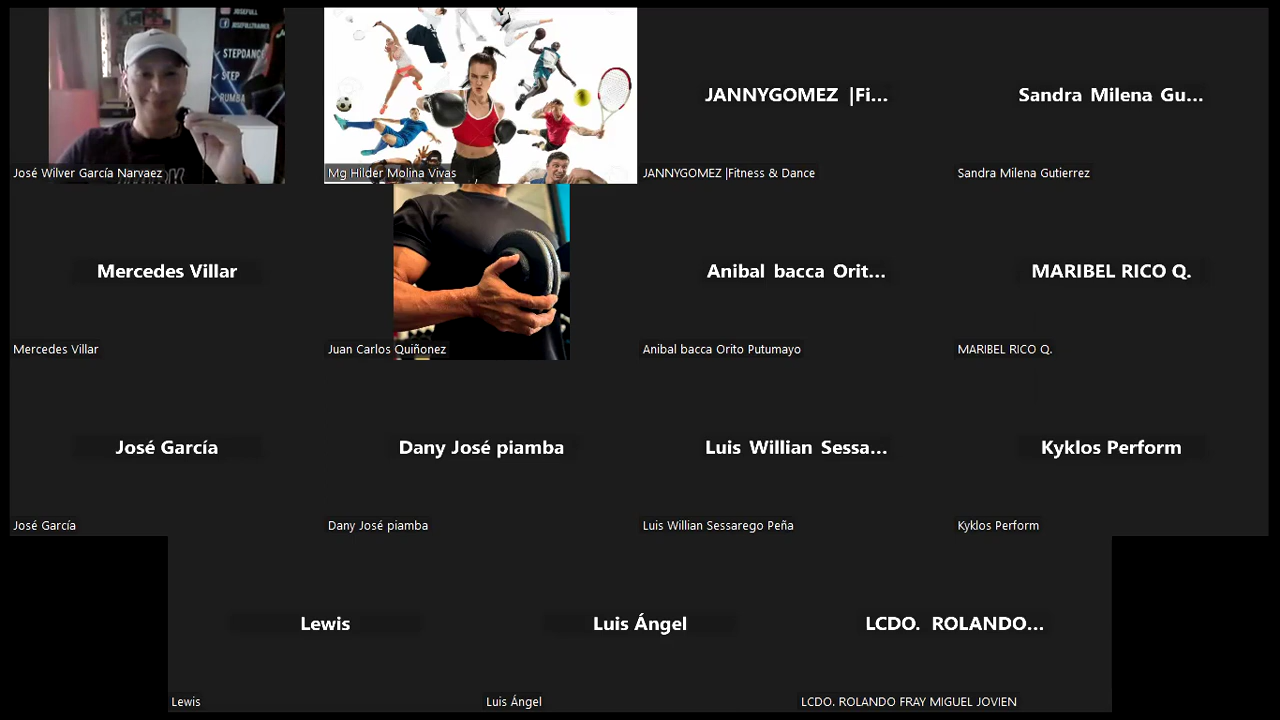 JOSEFULL
JOSEFULLTRAINER
✓ STEPDANCE
✓ STEP
✓ RUMBA
José Wilver García Narvaez
Mg Hilder Molina Vivas
JANNYGOMEZ |Fi...
JANNYGOMEZ |Fitness & Dance
Sandra Milena Gu...
Sandra Milena Gutierrez
Mercedes Villar
Mercedes Villar
Juan Carlos Quiñonez
Anibal bacca Orit...
Anibal bacca Orito Putumayo
MARIBEL RICO Q.
MARIBEL RICO Q.
José García
José García
Dany José piamba
Dany José piamba
Luis Willian Sessa...
Luis Willian Sessarego Peña
Kyklos Perform
Kyklos Perform
Lewis
Lewis
Luis Ángel
Luis Ángel
LCDO. ROLANDO...
LCDO. ROLANDO FRAY MIGUEL JOVIEN